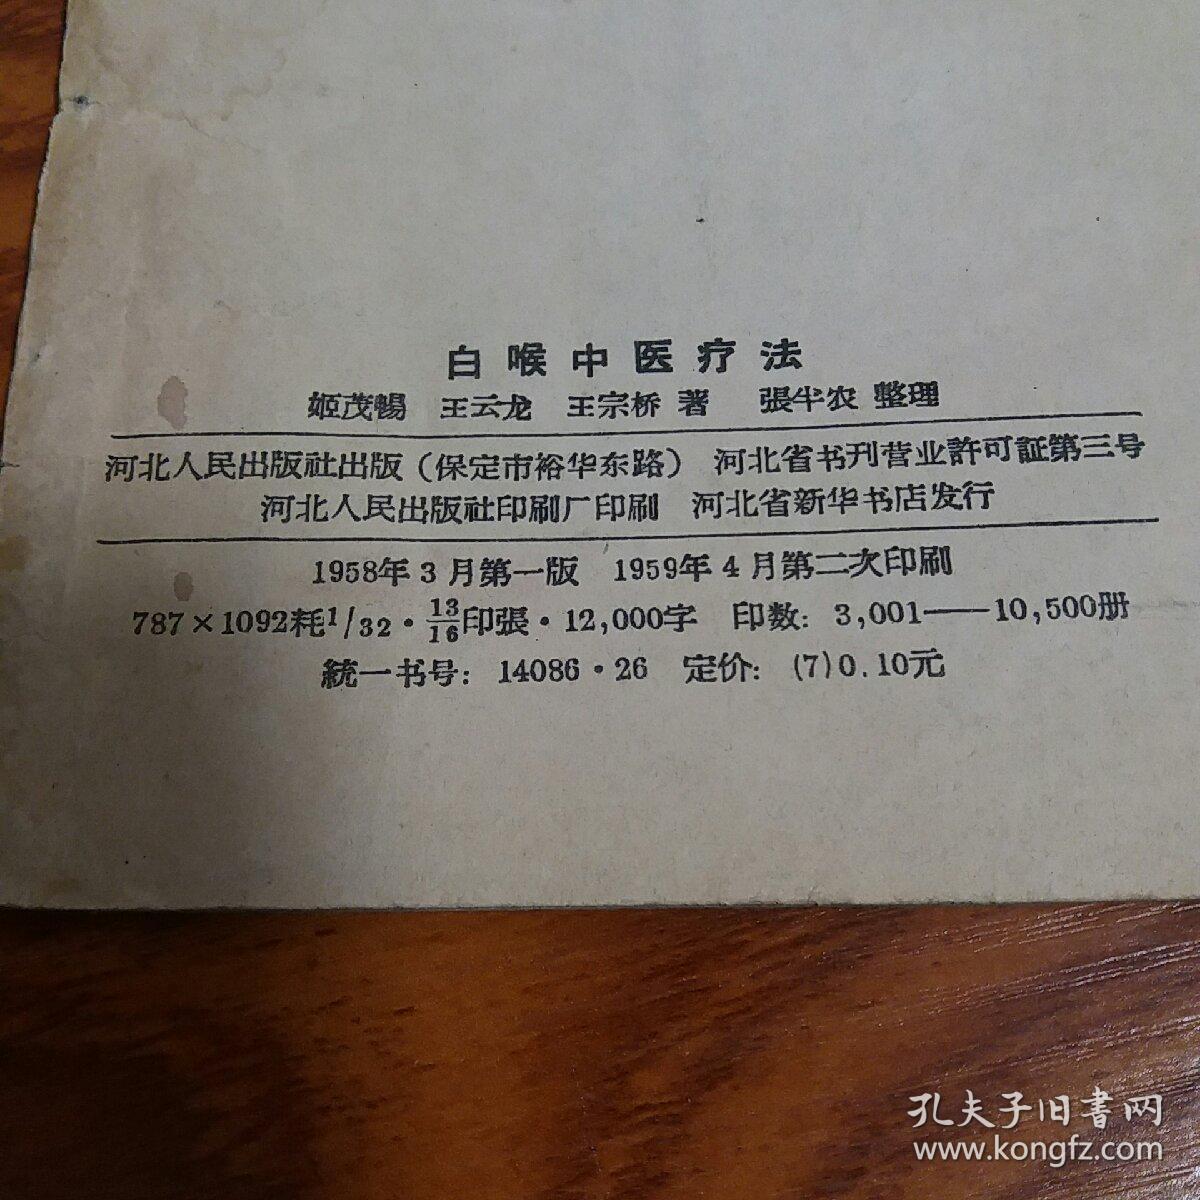 白喉中医疗法
姬茂暢 王云龙 王宗桥 著 張半农 整理
河北人民出版社出版（保定市裕华东路） 河北省书刊营业許可証第三号
河北人民出版社印刷厂印刷 河北省新华书店发行
1958年3月第一版 1959年4月第二次印刷
787×1092耗1/32·13/16印張·12,000字 印数：3,001——10,500册
統一书号：14086·26 定价：(7)0.10元
孔夫子旧書网
www.kongfz.com